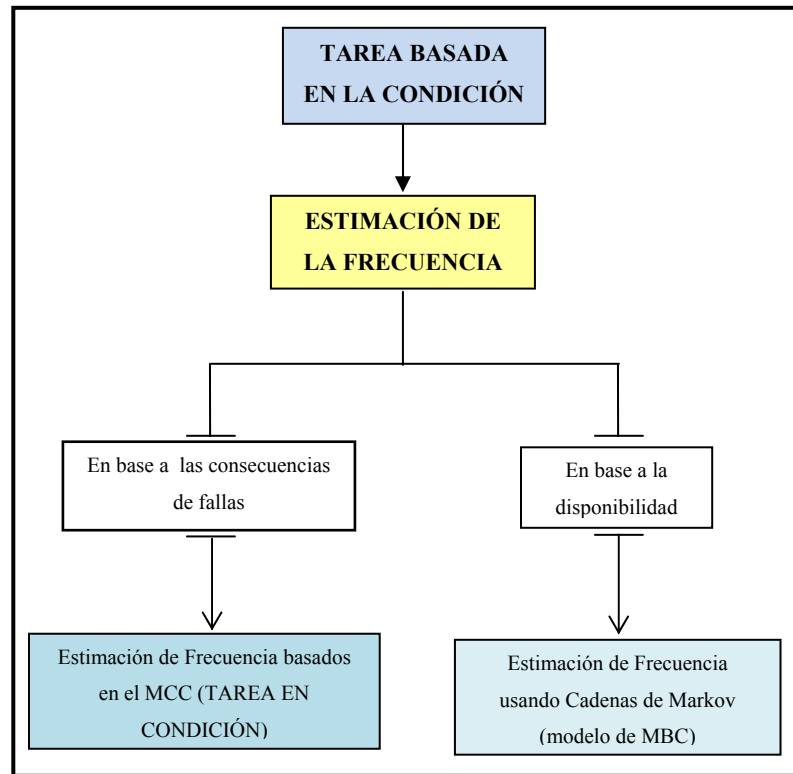 TAREA BASADA
EN LA CONDICIÓN
ESTIMACIÓN DE
LA FRECUENCIA
En base a las consecuencias
de fallas
En base a la
disponibilidad
Estimación de Frecuencia basados
en el MCC (TAREA EN
CONDICIÓN)
Estimación de Frecuencia
usando Cadenas de Markov
(modelo de MBC)